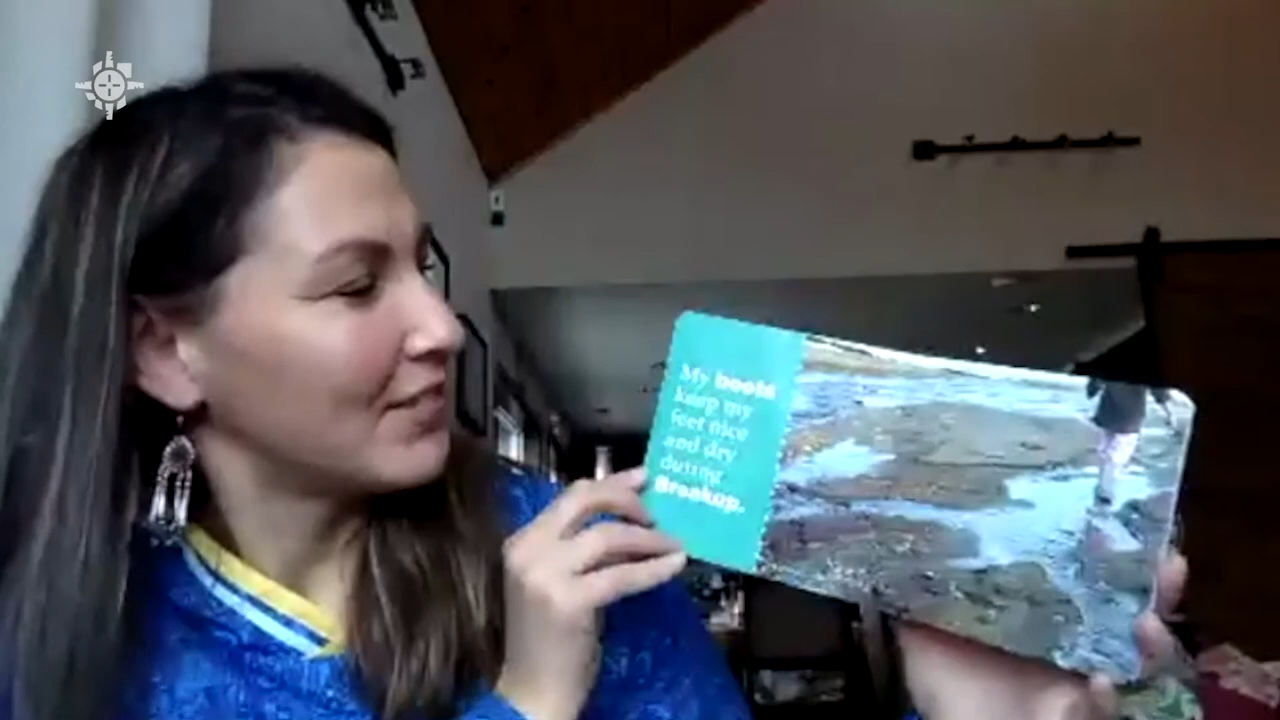 My boots
keep my
feet nice
and dry
during
Breakup.